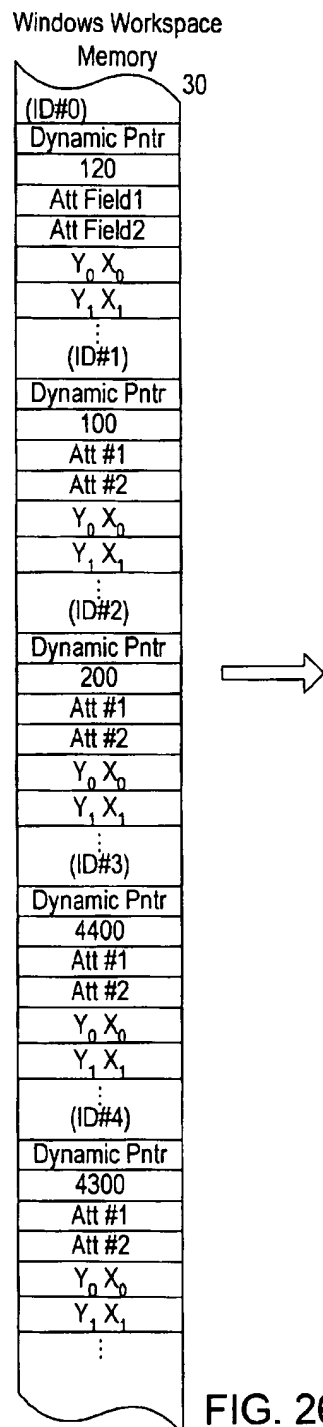 Windows Workspace
Memory
30
(ID#0)
Dynamic Pntr
120
Att Field1
Att Field2
Y₀ X₀
Y₁ X₁
⋮
(ID#1)
Dynamic Pntr
100
Att #1
Att #2
Y₀ X₀
Y₁ X₁
⋮
(ID#2)
Dynamic Pntr
200
Att #1
Att #2
Y₀ X₀
Y₁ X₁
⋮
(ID#3)
Dynamic Pntr
4400
Att #1
Att #2
Y₀ X₀
Y₁ X₁
⋮
(ID#4)
Dynamic Pntr
4300
Att #1
Att #2
Y₀ X₀
Y₁ X₁
⋮
FIG.